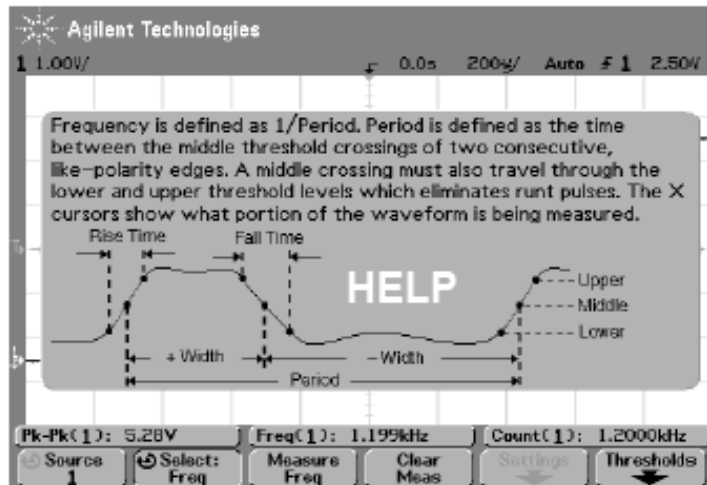 Agilent Technologies
1 1.00V/ 0.0s 200µ/ Auto 1 2.50V
Frequency is defined as 1/Period. Period is defined as the time
between the middle threshold crossings of two consecutive,
like-polarity edges. A middle crossing must also travel through the
lower and upper threshold levels which eliminates runt pulses. The X
cursors show what portion of the waveform is being measured.
Rise Time Fall Time
HELP
Upper
Middle
Lower
+ Width - Width
Period
Pk-Pk(1): 5.28V Freq(1): 1.199kHz Count(1): 1.2000kHz
Source Select: Measure Clear Settings Thresholds
1 Freq Freq Meas